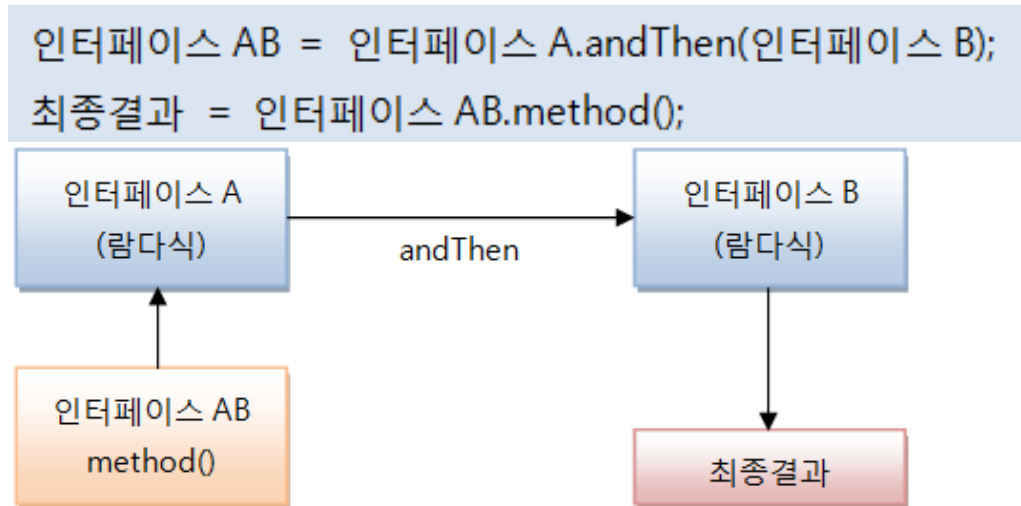 인터페이스 AB = 인터페이스 A.andThen(인터페이스 B);
최종결과 = 인터페이스 AB.method();
인터페이스 A
(람다식)
andThen
인터페이스 B
(람다식)
인터페이스 AB
method()
최종결과